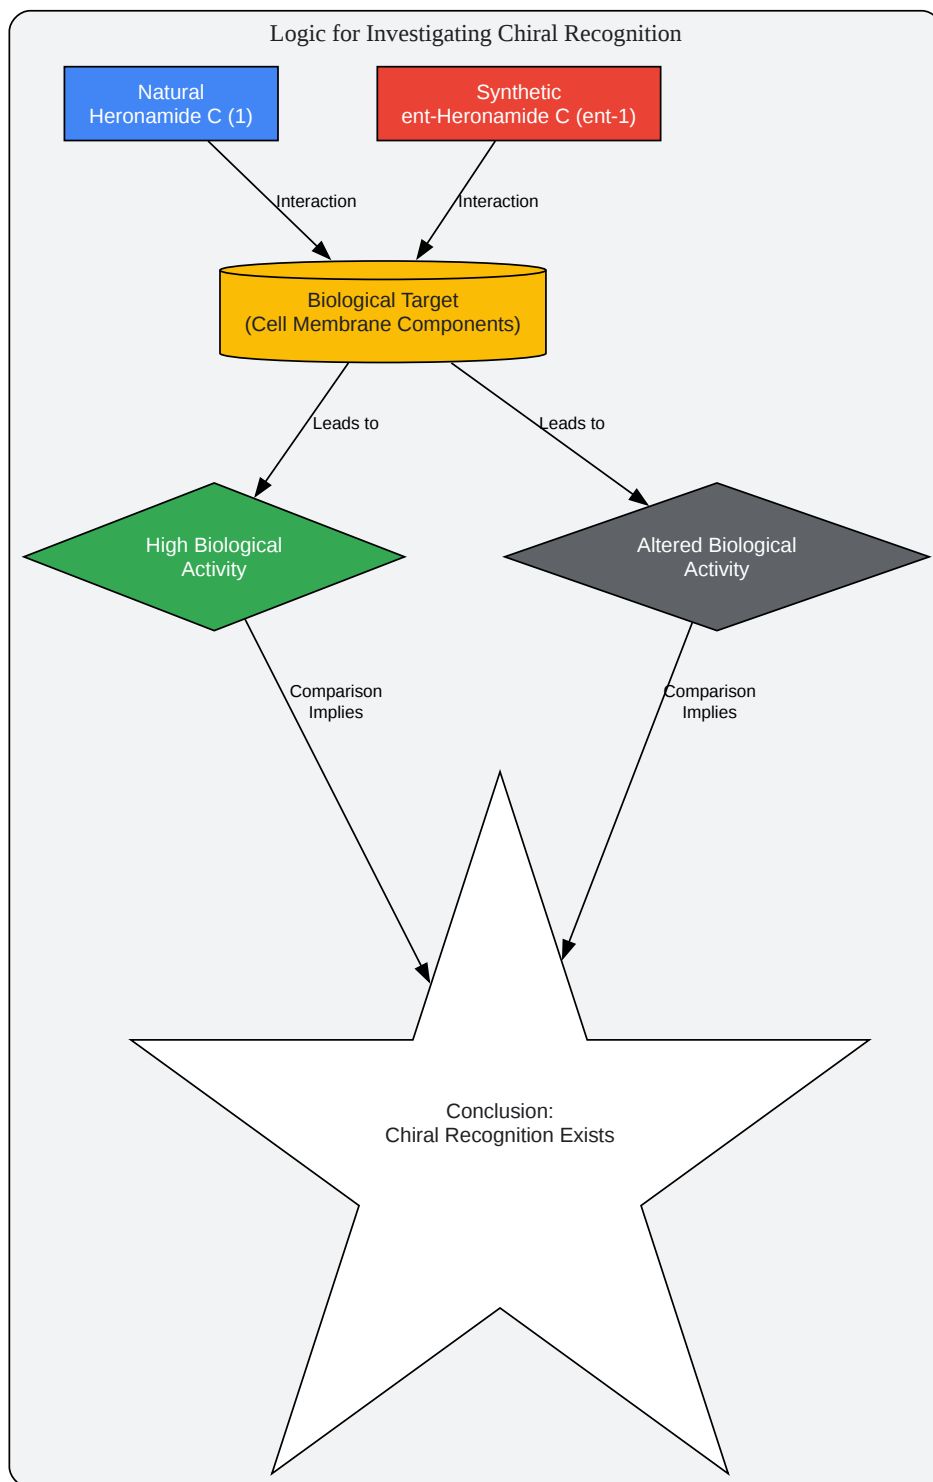 Logic for Investigating Chiral Recognition
Natural
Heronamide C (1)
Synthetic
ent-Heronamide C (ent-1)
Interaction
Interaction
Biological Target
(Cell Membrane Components)
Leads to
Leads to
High Biological
Activity
Altered Biological
Activity
Comparison
Implies
Comparison
Implies
Conclusion:
Chiral Recognition Exists